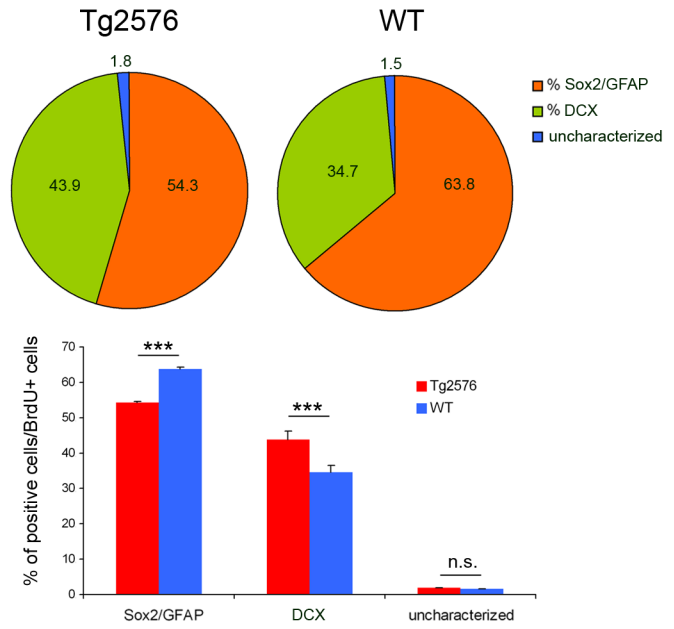 Tg2576
WT
1.8
1.5
% Sox2/GFAP
% DCX
uncharacterized
43.9
54.3
34.7
63.8
% of positive cells/BrdU+ cells
70
60
50
40
30
20
10
0
***
***
n.s.
Tg2576
WT
Sox2/GFAP
DCX
uncharacterized